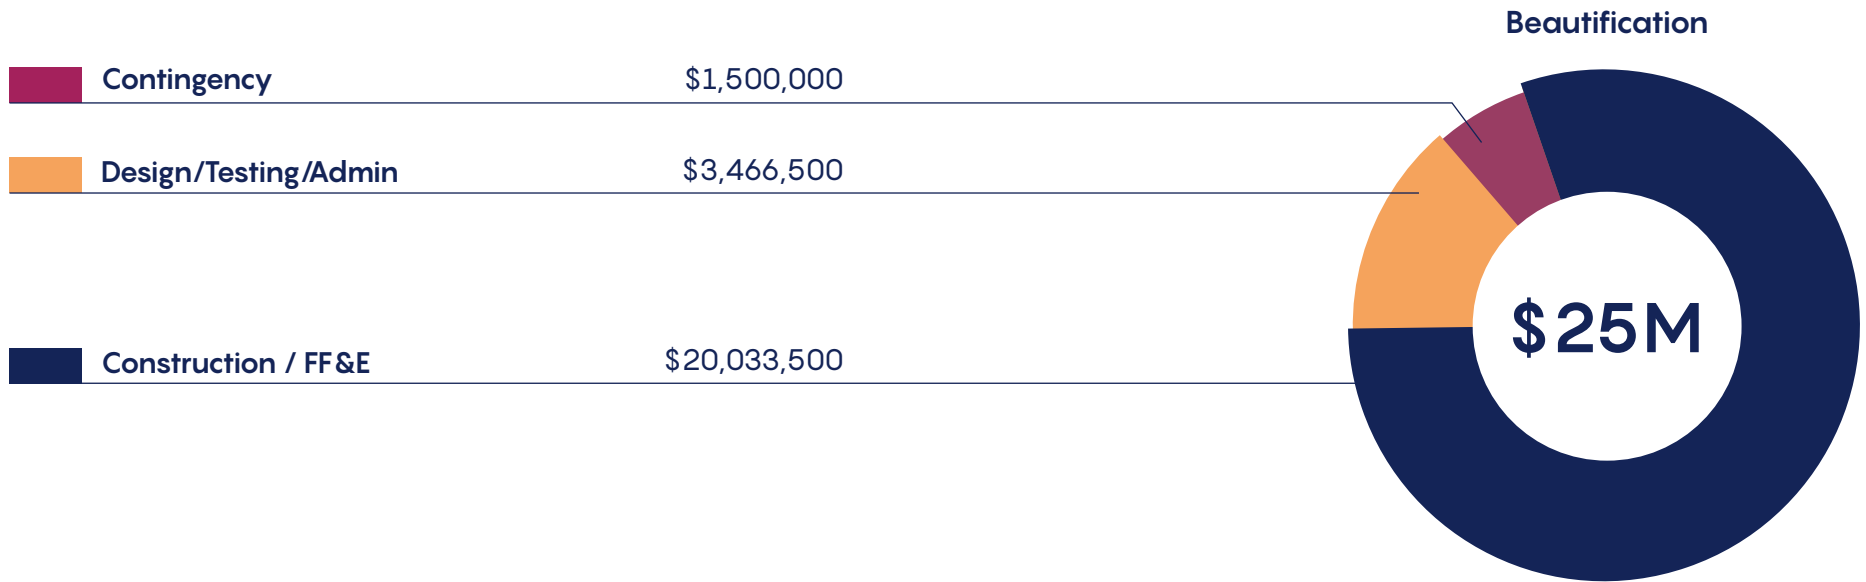 Beautification
Contingency $1,500,000
Design/Testing/Admin $3,466,500
Construction / FF&E $20,033,500
$25M